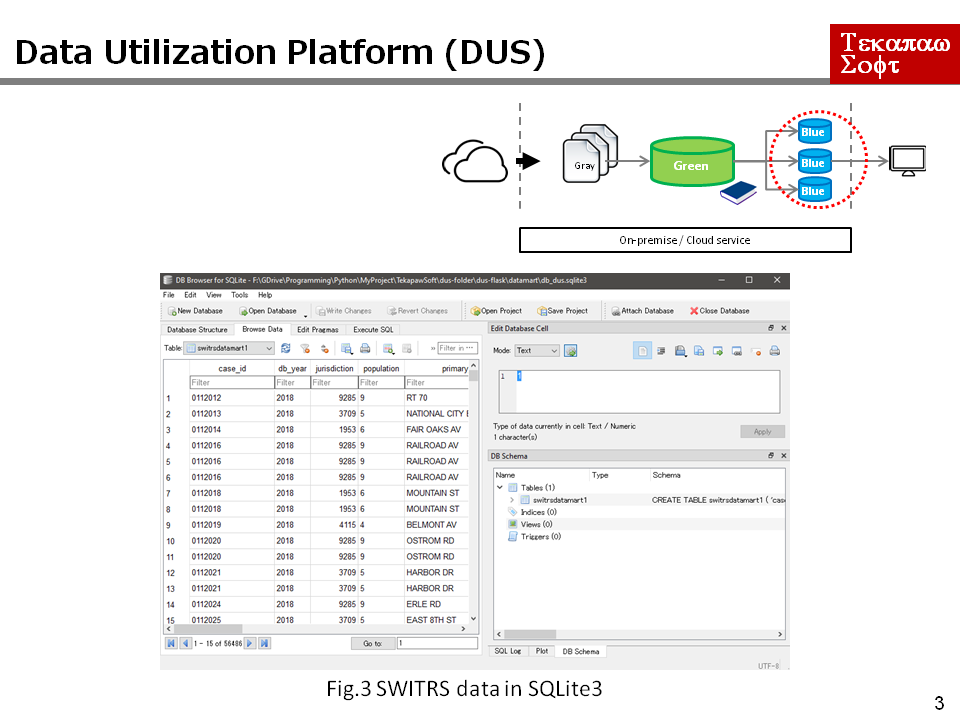 Data Utilization Platform (DUS)
Τεκαπαω
Σοφτ
Gray
Green
Blue
Blue
Blue
On-premise / Cloud service
DB Browser for SQLite - F:\GDrive\Programming\Python\MyProject\TekapawSoft\dus-folder\dus-flask\datamart\db_dus.sqlite3
File Edit View Tools Help
New Database Open Database Write Changes Revert Changes Open Project Save Project Attach Database Close Database
Database Structure Browse Data Edit Pragmas Execute SQL
Table: switrsdatamart1 » Filter in ···
case_id db_year jurisdiction population primary
Filter Filter Filter Filter Filter
1 0112012 2018 9285 9 RT 70
2 0112013 2018 3709 5 NATIONAL CITY
3 0112014 2018 1953 6 FAIR OAKS AV
4 0112016 2018 9285 9 RAILROAD AV
5 0112016 2018 9285 9 RAILROAD AV
6 0112016 2018 9285 9 RAILROAD AV
7 0112018 2018 1953 6 MOUNTAIN ST
8 0112018 2018 1953 6 MOUNTAIN ST
9 0112019 2018 4115 4 BELMONT AV
10 0112020 2018 9285 9 OSTROM RD
11 0112020 2018 9285 9 OSTROM RD
12 0112021 2018 3709 5 HARBOR DR
13 0112021 2018 3709 5 HARBOR DR
14 0112024 2018 9285 9 ERLE RD
15 0112025 2018 3709 5 EAST 8TH ST
1 - 15 of 56486 Go to: 1
Edit Database Cell
Mode: Text
1 1
Type of data currently in cell: Text / Numeric
1 character(s)
Apply
DB Schema
Name Type Schema
Tables (1)
switrsdatamart1 CREATE TABLE switrsdatamart1 ( 'cas
Indices (0)
Views (0)
Triggers (0)
SQL Log Plot DB Schema
UTF-8
Fig.3 SWITRS data in SQLite3
3